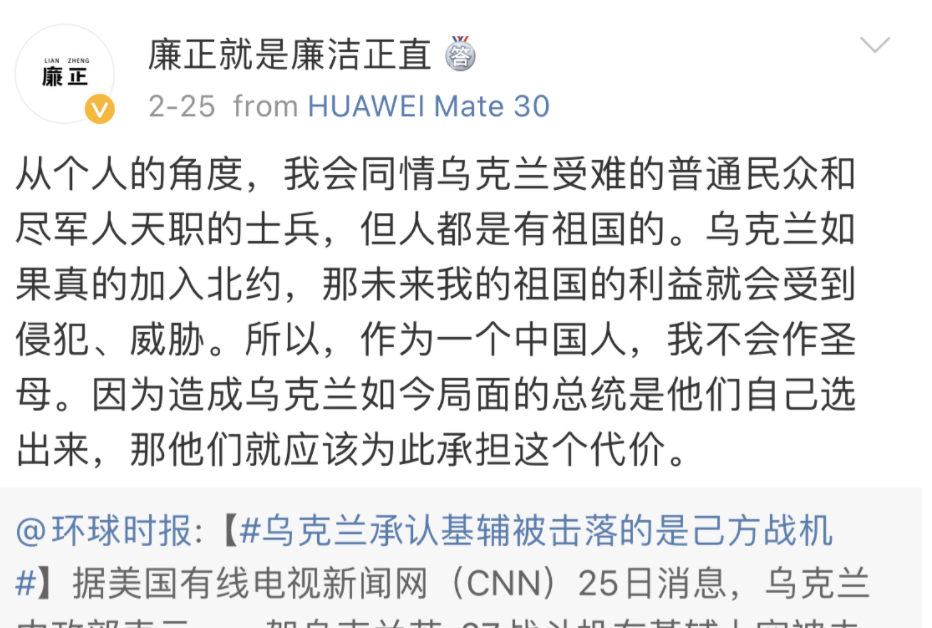 LIAN ZHENG
廉正
廉正就是廉洁正直
答
2-25 from HUAWEI Mate 30
从个人的角度，我会同情乌克兰受难的普通民众和
尽军人天职的士兵，但人都是有祖国的。乌克兰如
果真的加入北约，那未来我的祖国的利益就会受到
侵犯、威胁。所以，作为一个中国人，我不会作圣
母。因为造成乌克兰如今局面的总统是他们自己选
出来，那他们就应该为此承担这个代价。
@环球时报:【#乌克兰承认基辅被击落的是己方战机
#】据美国有线电视新闻网（CNN）25日消息，乌克兰